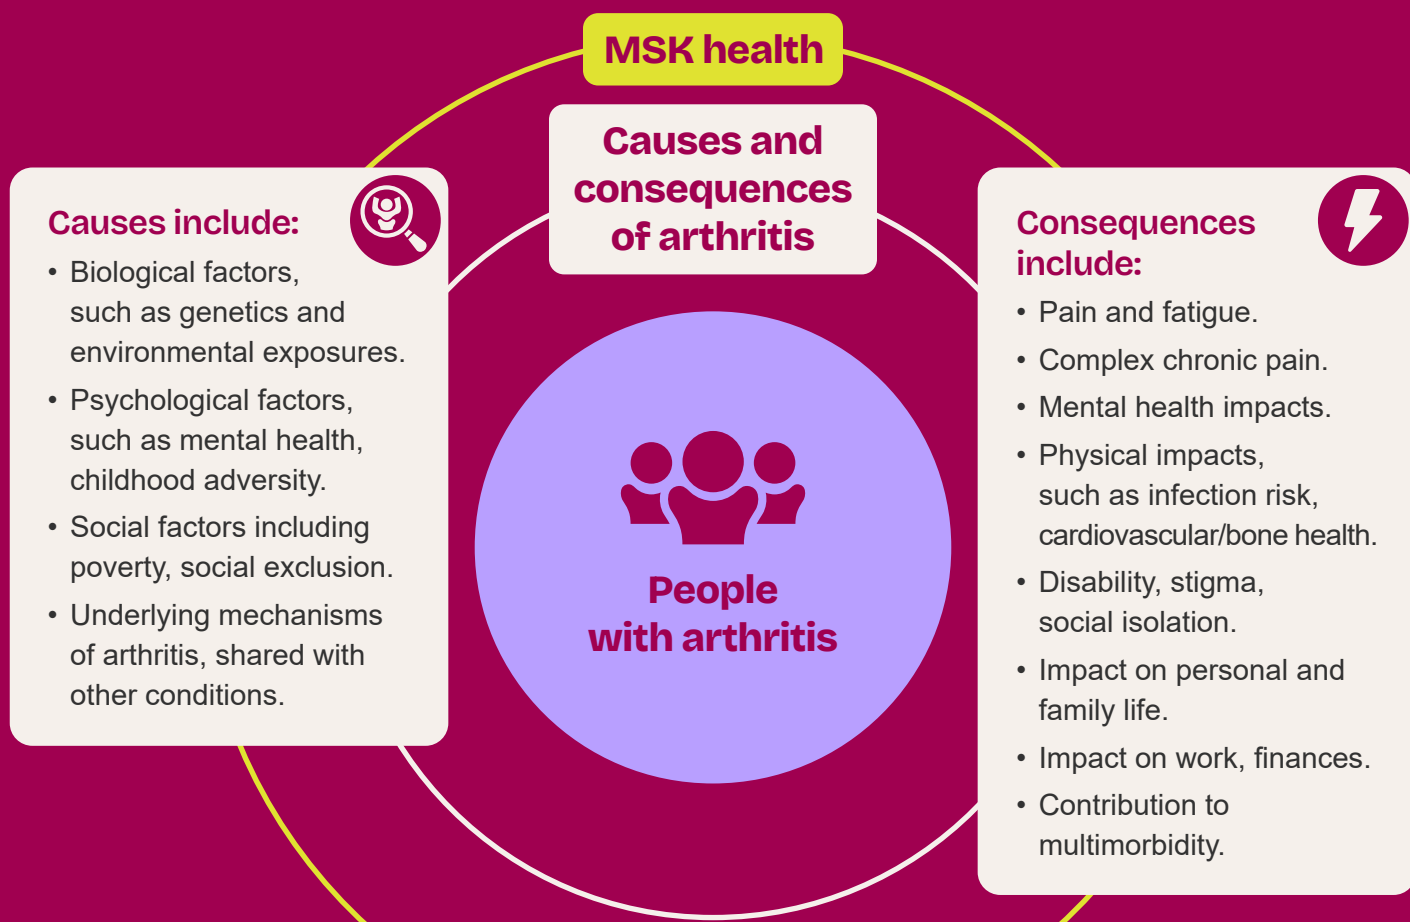 MSK health
Causes and
consequences
of arthritis
Causes include:
• Biological factors,
such as genetics and
environmental exposures.
• Psychological factors,
such as mental health,
childhood adversity.
• Social factors including
poverty, social exclusion.
• Underlying mechanisms
of arthritis, shared with
other conditions.
People
with arthritis
Consequences
include:
• Pain and fatigue.
• Complex chronic pain.
• Mental health impacts.
• Physical impacts,
such as infection risk,
cardiovascular/bone health.
• Disability, stigma,
social isolation.
• Impact on personal and
family life.
• Impact on work, finances.
• Contribution to
multimorbidity.